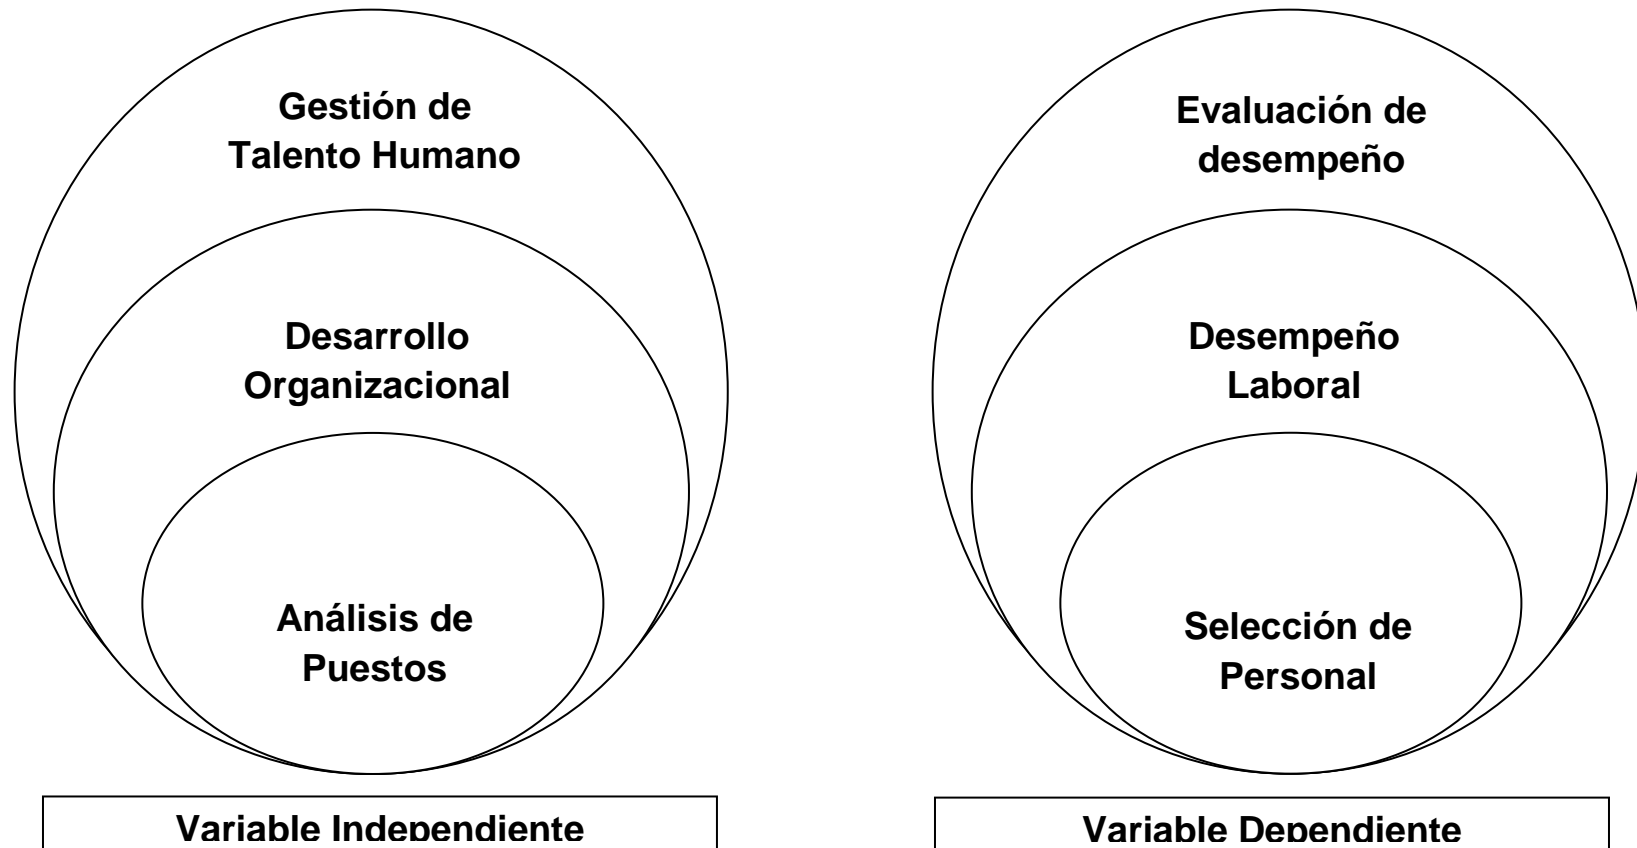 Gestión de
Talento Humano
Desarrollo
Organizacional
Análisis de
Puestos
Variable Independiente
Evaluación de
desempeño
Desempeño
Laboral
Selección de
Personal
Variable Dependiente